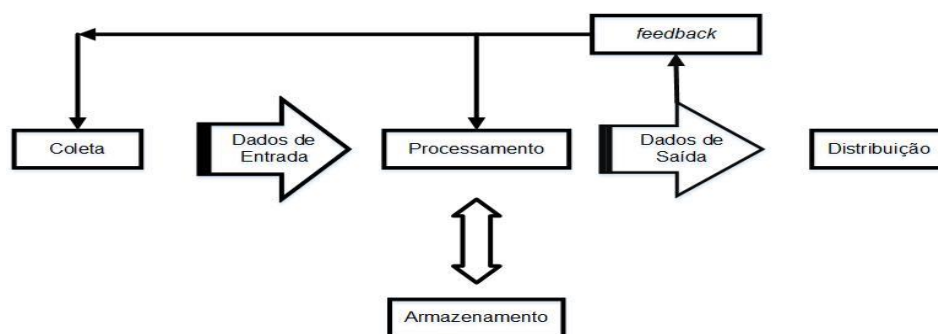 feedback
Coleta
Dados de
Entrada
Processamento
Dados de
Saída
Distribuição
Armazenamento